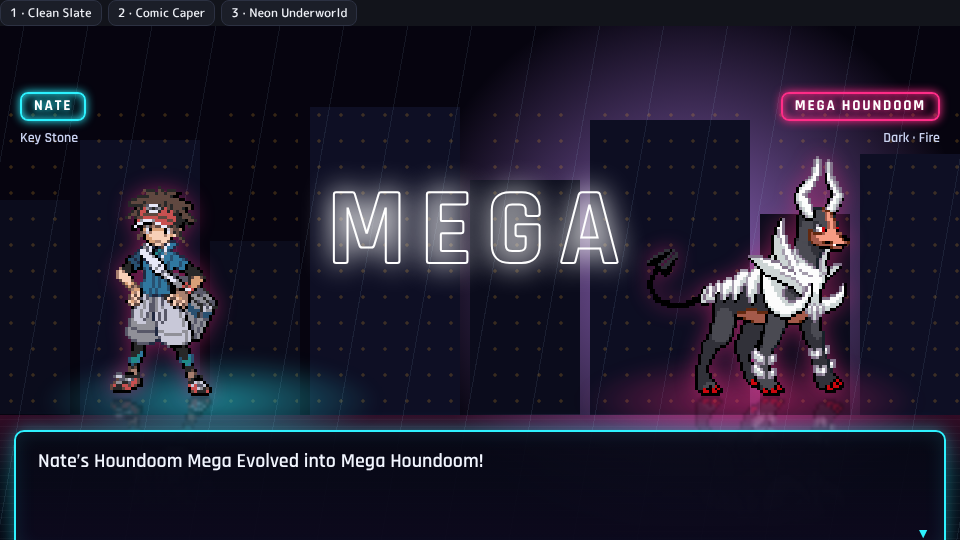 1 · Clean Slate
2 · Comic Caper
3 · Neon Underworld
NATE
MEGA HOUNDOOM
Key Stone
Dark · Fire
MEGA
Nate's Houndoom Mega Evolved into Mega Houndoom!